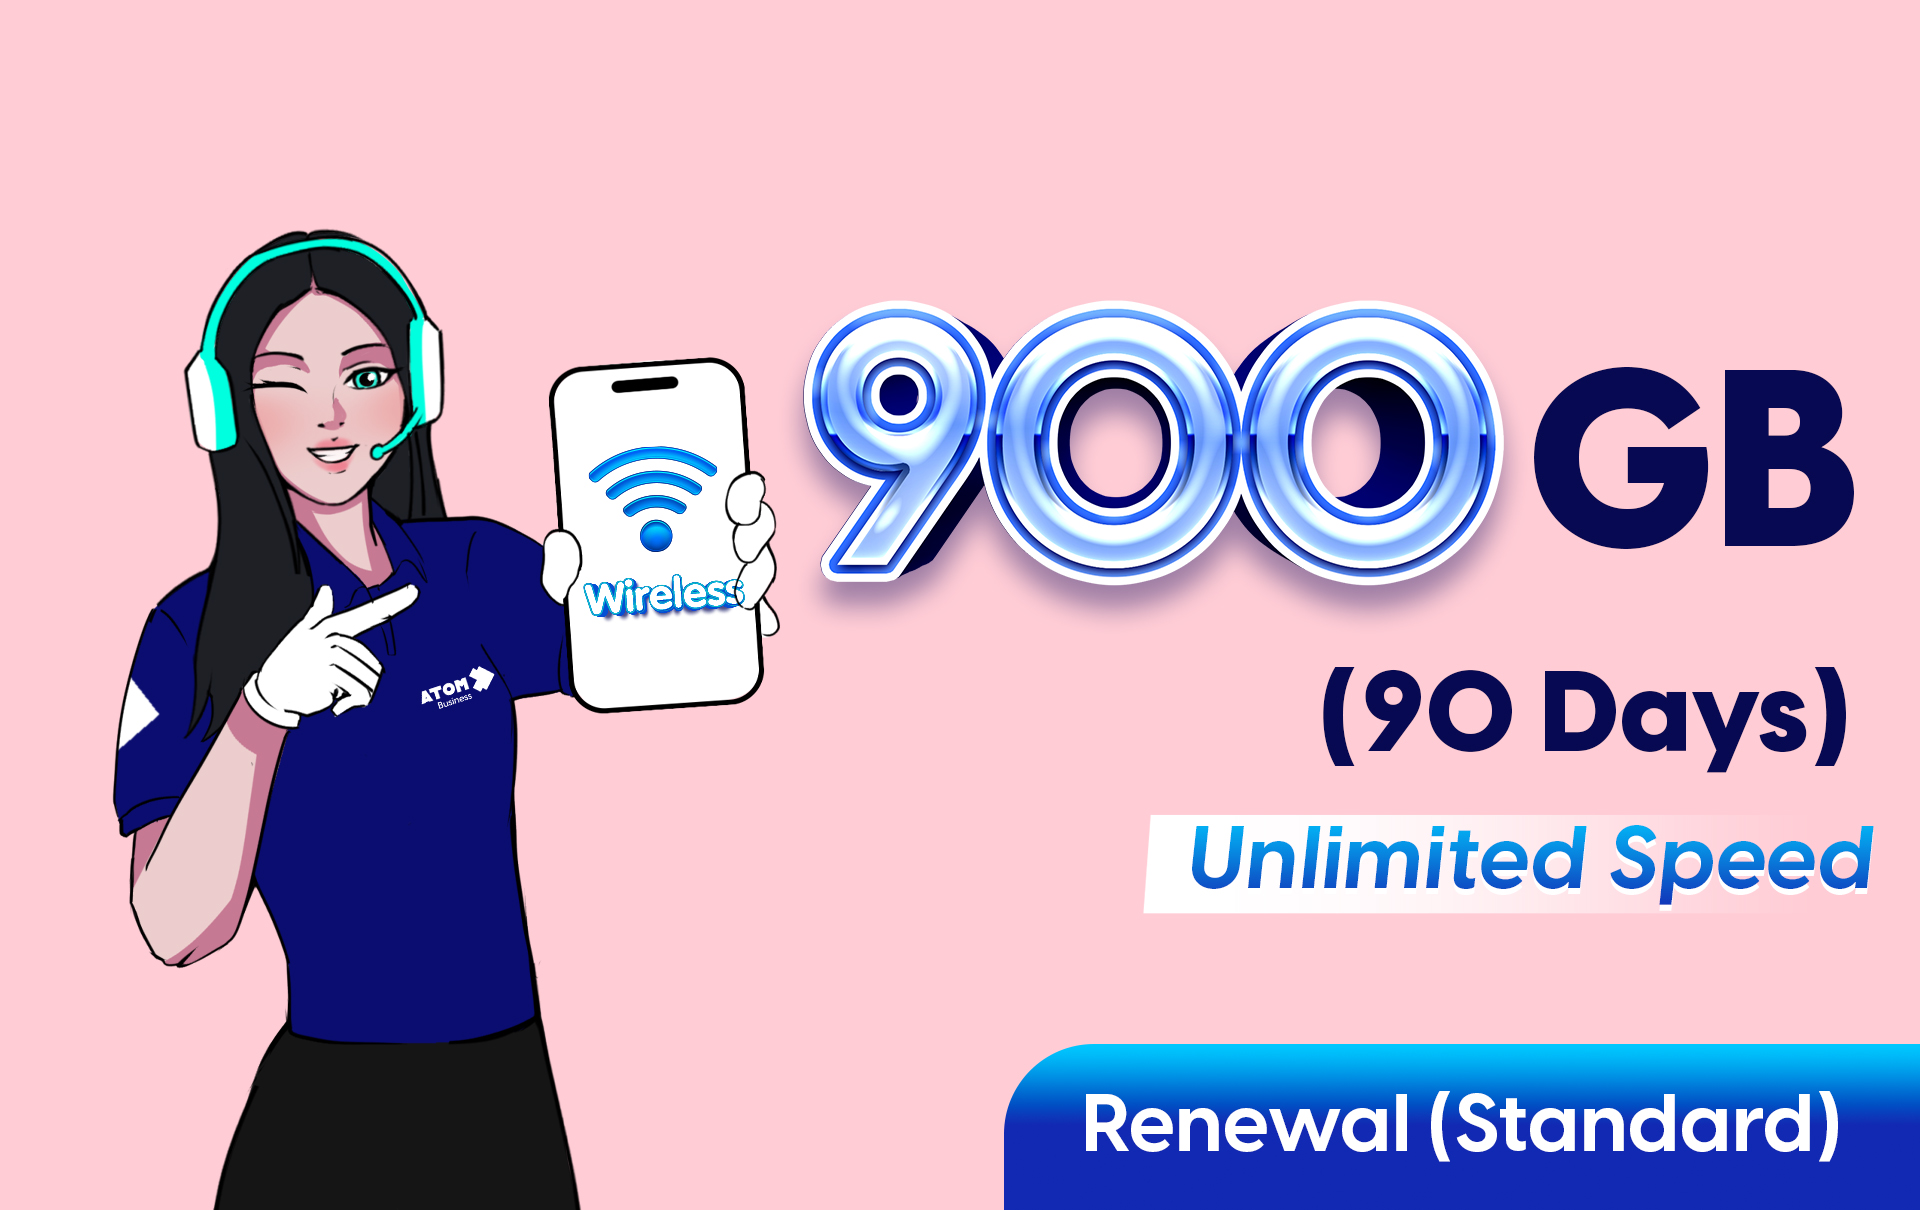 900 GB
(90 Days)
Unlimited Speed
Renewal (Standard)
Wireless
ATOM
Business